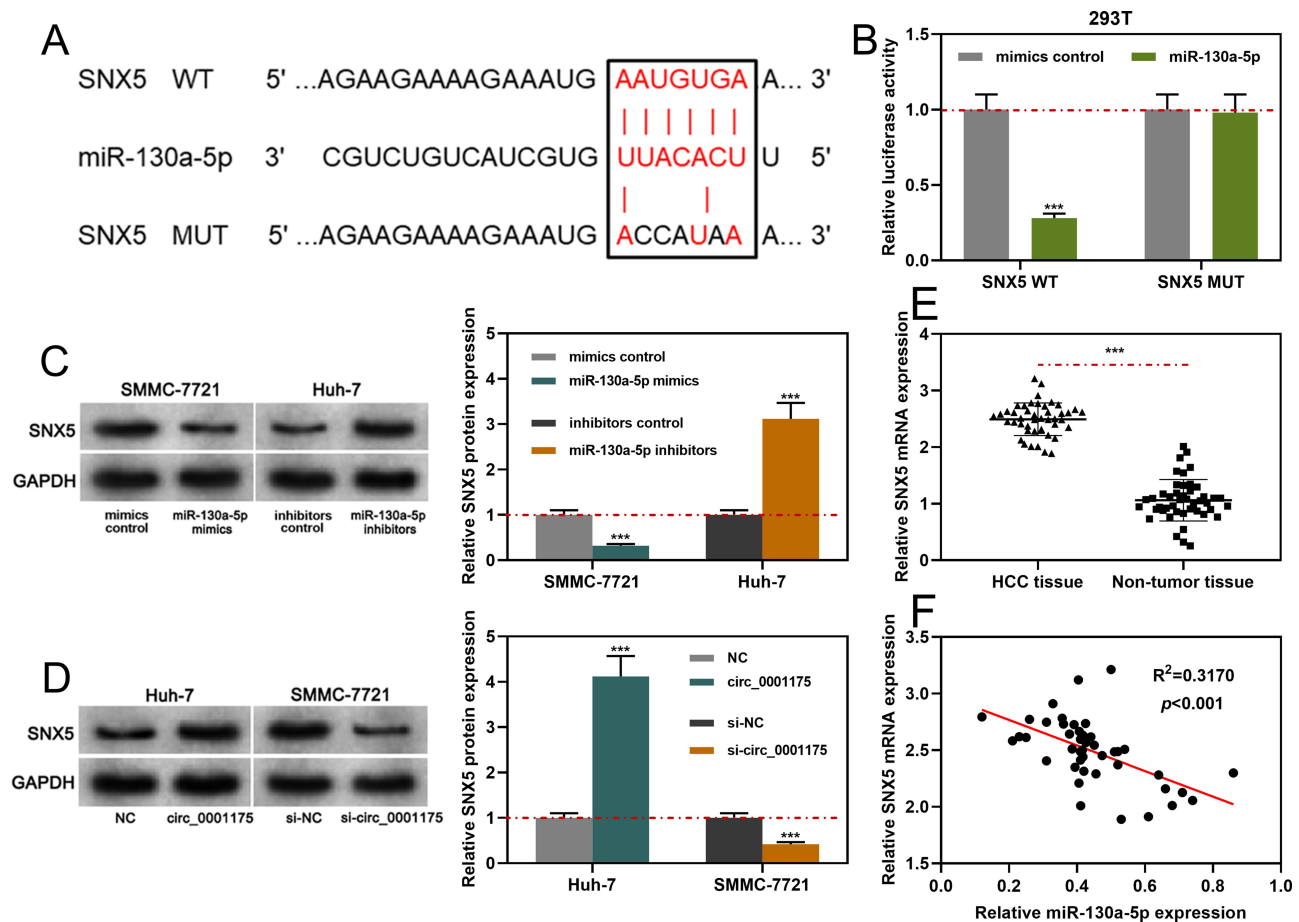 A
SNX5 WT 5' ...AGAAGAAAAGAAAUG AAUGUGA A... 3'
miR-130a-5p 3' CGUCUGUCAUCGUG UUACACU U 5'
SNX5 MUT 5' ...AGAAGAAAAGAAAUG ACCAUAA A... 3'
B
293T
Relative luciferase activity
1.5
1.0
0.5
0.0
mimics control
miR-130a-5p
***
SNX5 WT
SNX5 MUT
C
SMMC-7721
Huh-7
SNX5
GAPDH
mimics
control
miR-130a-5p
mimics
inhibitors
control
miR-130a-5p
inhibitors
Relative SNX5 protein expression
5
4
3
2
1
0
mimics control
miR-130a-5p mimics
inhibitors control
miR-130a-5p inhibitors
***
***
SMMC-7721
Huh-7
E
Relative SNX5 mRNA expression
4
3
2
1
0
***
HCC tissue
Non-tumor tissue
D
Huh-7
SMMC-7721
SNX5
GAPDH
NC
circ_0001175
si-NC
si-circ_0001175
Relative SNX5 protein expression
5
4
3
2
1
0
NC
circ_0001175
si-NC
si-circ_0001175
***
***
Huh-7
SMMC-7721
F
Relative SNX5 mRNA expression
3.5
3.0
2.5
2.0
1.5
R²=0.3170
p<0.001
0.0
0.2
0.4
0.6
0.8
1.0
Relative miR-130a-5p expression